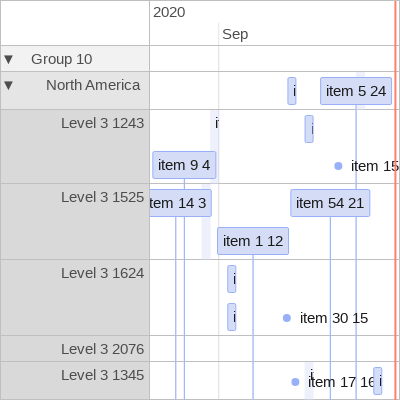 2020
Sep
▼ Group 10
▼ North America
i
item 5 24
Level 3 1243
i
i
item 9 4
item 15
Level 3 1525
tem 14 3
item 54 21
item 1 12
Level 3 1624
i
i
item 30 15
Level 3 2076
Level 3 1345
i
item 17 16
i